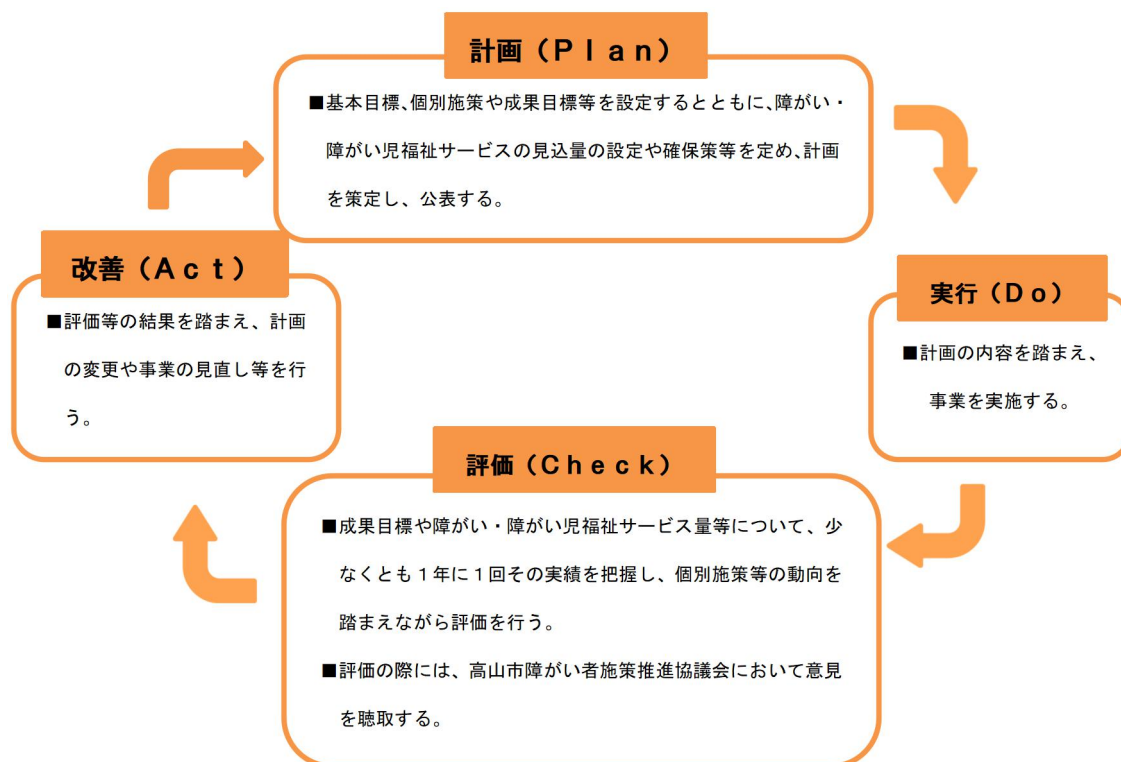 計画（Ｐｌａｎ）
■基本目標、個別施策や成果目標等を設定するとともに、障がい・
障がい児福祉サービスの見込量の設定や確保策等を定め、計画
を策定し、公表する。
改善（Ａｃｔ）
■評価等の結果を踏まえ、計画
の変更や事業の見直し等を行
う。
実行（Ｄｏ）
■計画の内容を踏まえ、
事業を実施する。
評価（Ｃｈｅｃｋ）
■成果目標や障がい・障がい児福祉サービス量等について、少
なくとも１年に１回その実績を把握し、個別施策等の動向を
踏まえながら評価を行う。
■評価の際には、高山市障がい者施策推進協議会において意見
を聴取する。